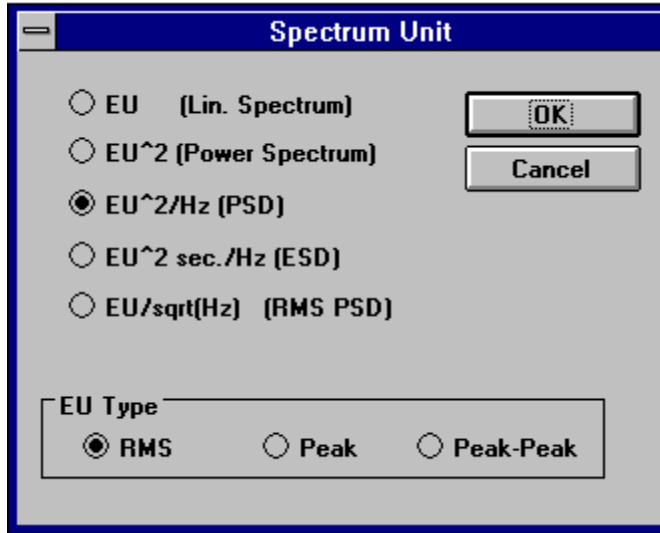 Spectrum Unit
EU (Lin. Spectrum)
EU^2 (Power Spectrum)
EU^2/Hz (PSD)
EU^2 sec./Hz (ESD)
EU/sqrt(Hz) (RMS PSD)
OK
Cancel
EU Type
RMS Peak Peak-Peak